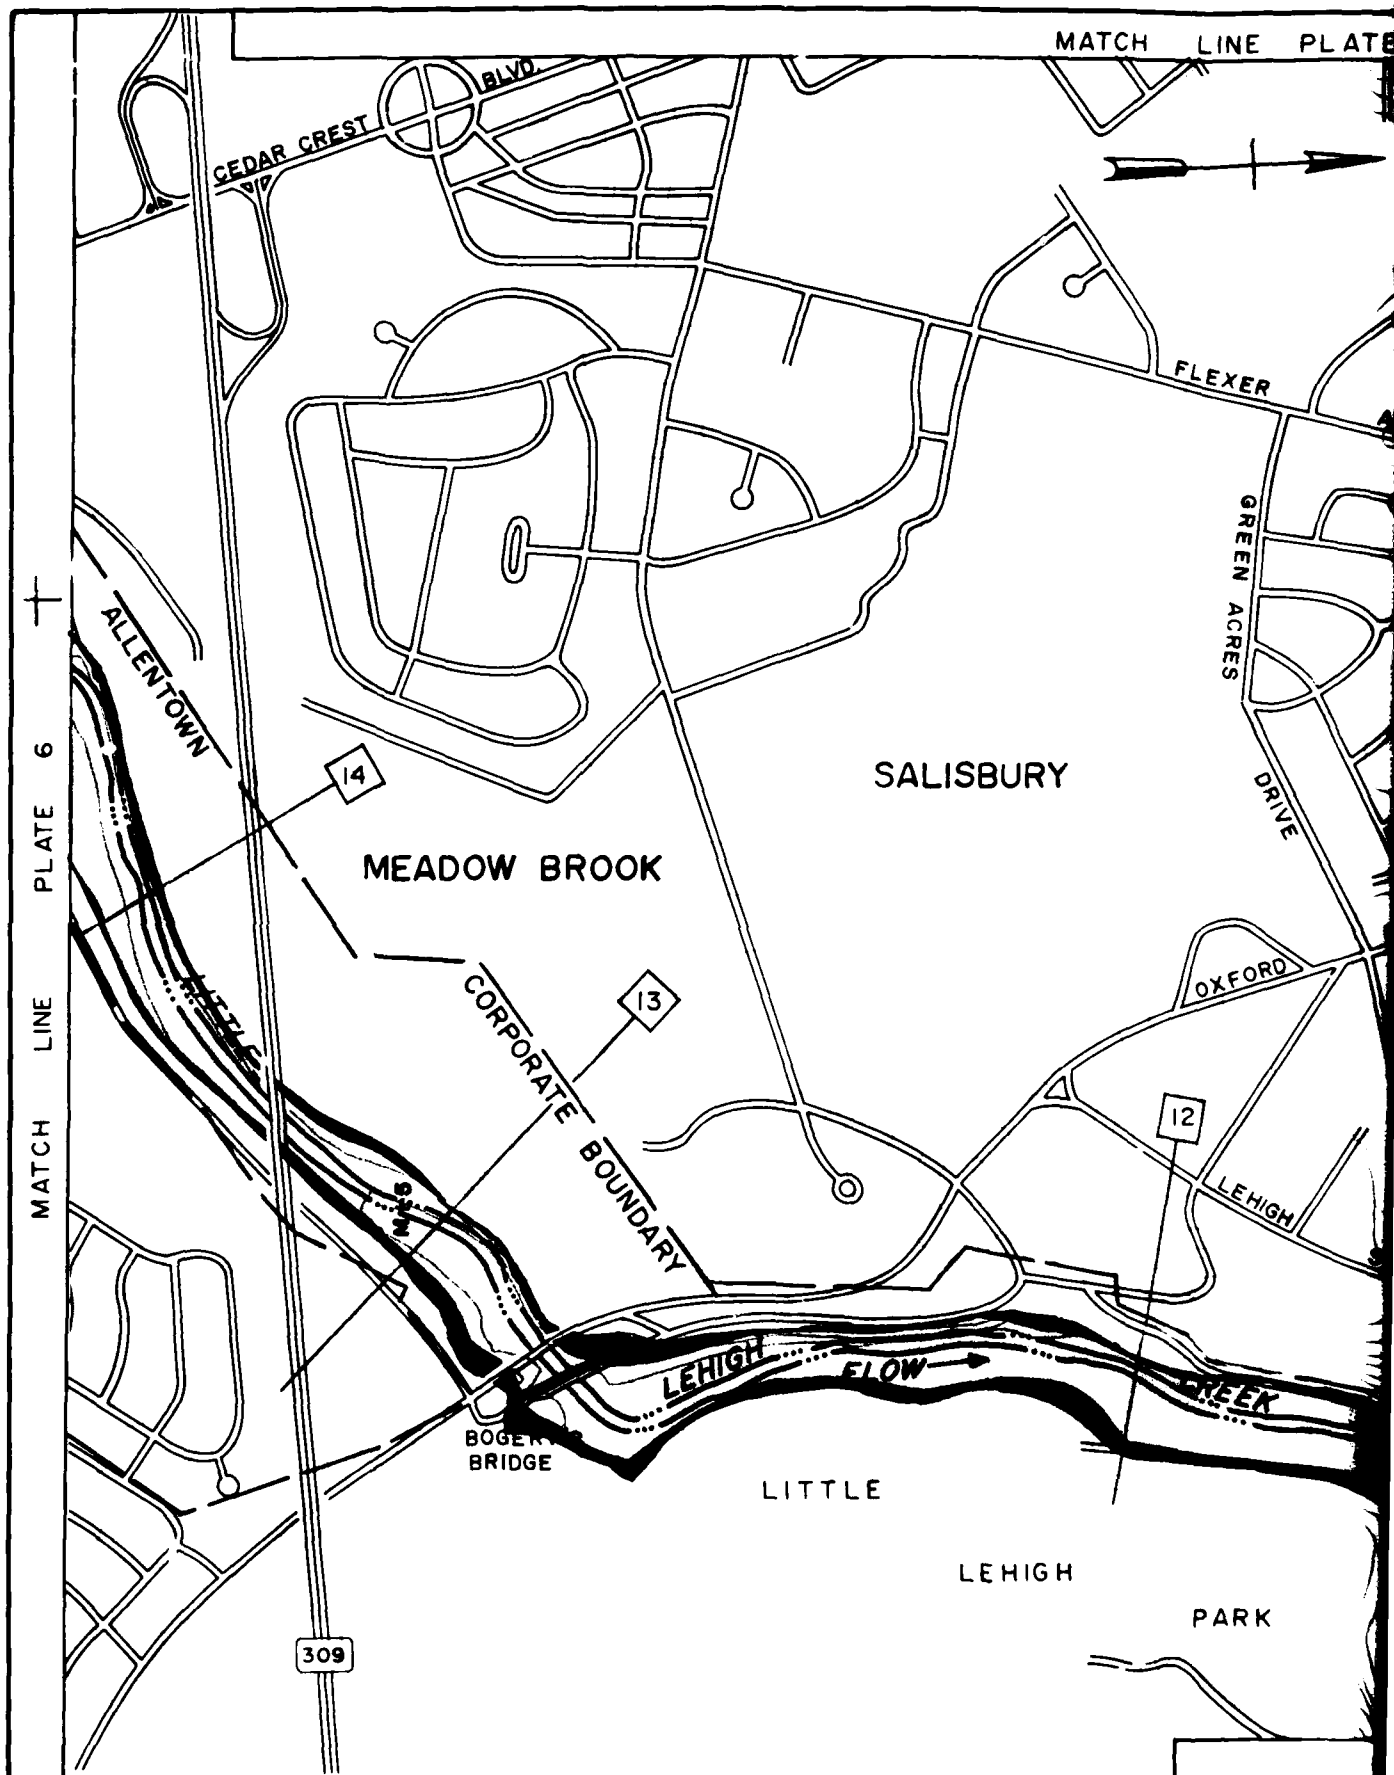 MATCH LINE PLATE
CEDAR CREST BLVD.
FLEXER
GREEN ACRES DRIVE
ALLENTOWN
MATCH LINE PLATE 6
14
SALISBURY
MEADOW BROOK
OXFORD
LITTLE
13
CORPORATE BOUNDARY
12
LEHIGH
LEHIGH
FLOW
CREEK
BRIDGE
LITTLE
LEHIGH
PARK
309